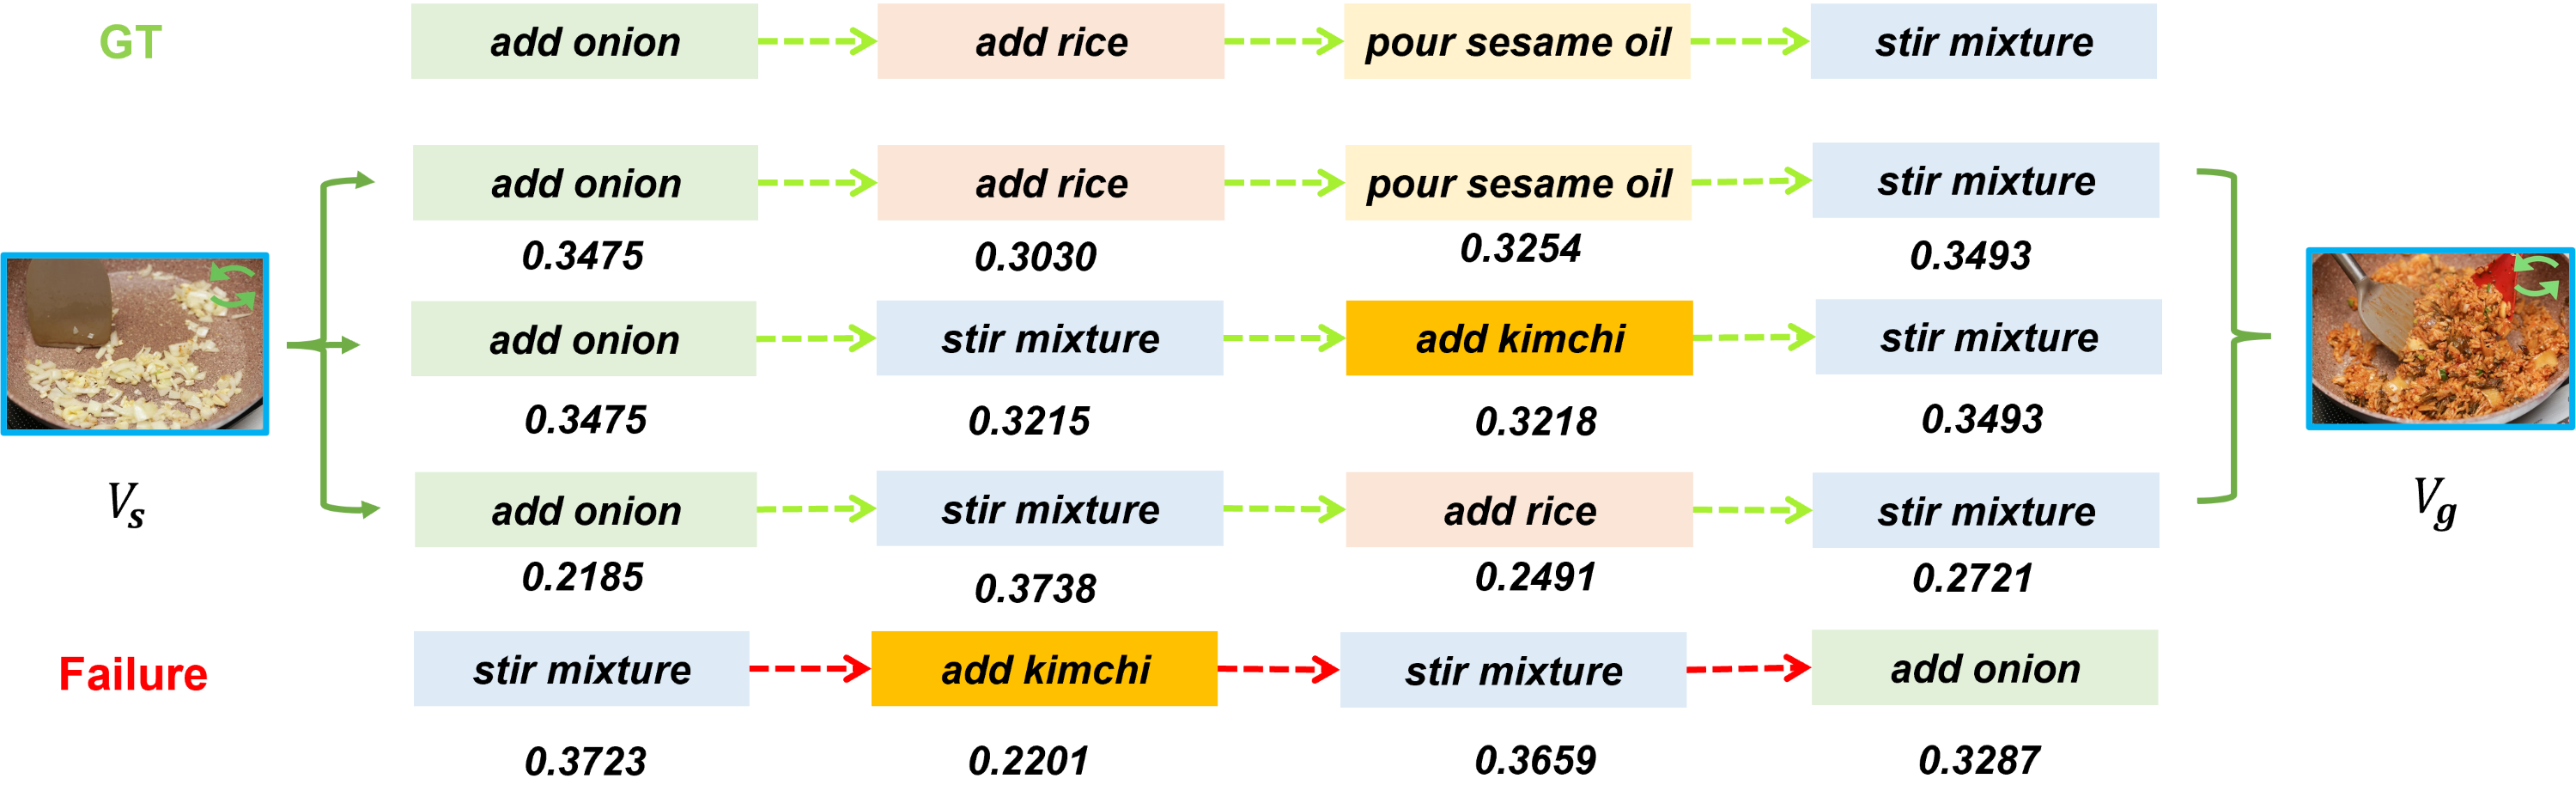 GT add onion add rice pour sesame oil stir mixture
add onion add rice pour sesame oil stir mixture
0.3475 0.3030 0.3254 0.3493
add onion stir mixture add kimchi stir mixture
0.3475 0.3215 0.3218 0.3493
Vs add onion stir mixture add rice stir mixture Vg
0.2185 0.3738 0.2491 0.2721
Failure stir mixture add kimchi stir mixture add onion
0.3723 0.2201 0.3659 0.3287